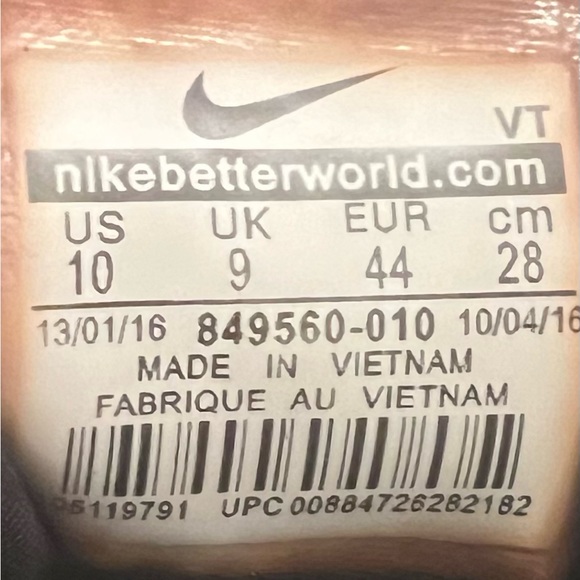 VT
nikebetterworld.com
US UK EUR cm
10 9 44 28
13/01/16 849560-010 10/04/16
MADE IN VIETNAM
FABRIQUE AU VIETNAM
UPC 00884726282182